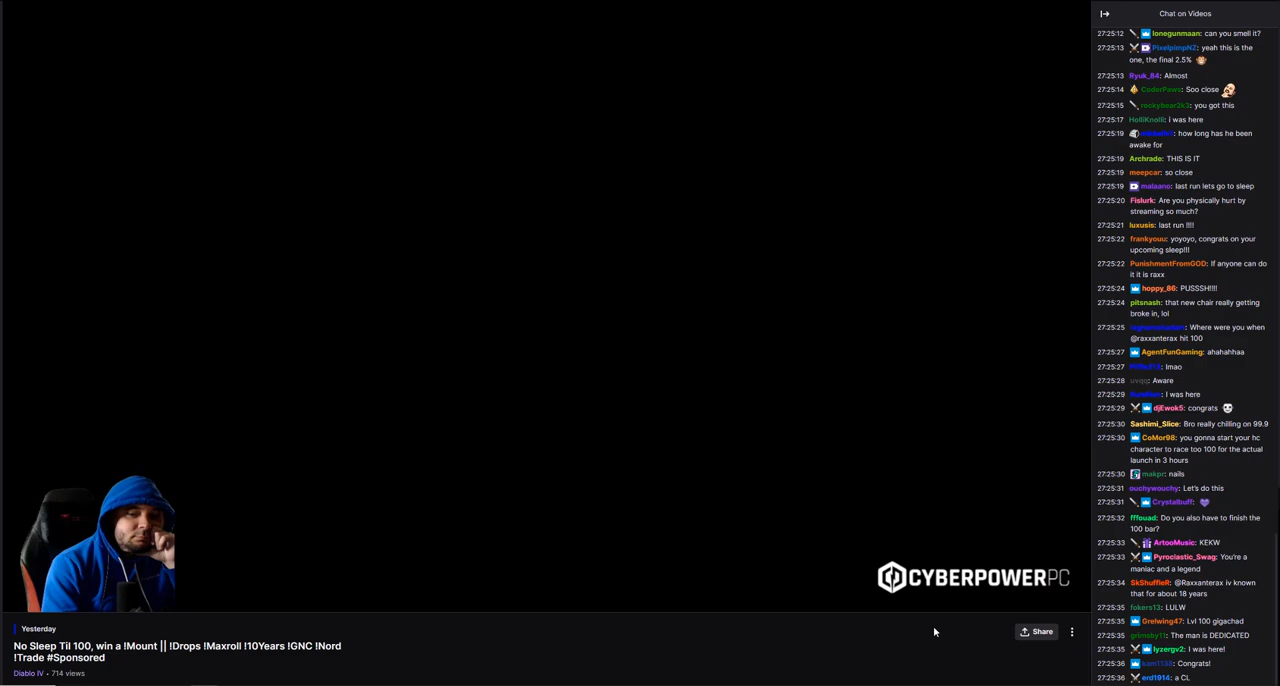 Chat on Videos
27:25:12 lonegunmaan: can you smell it?
27:25:13 PixelpimpNZ: yeah this is the
one, the final 2.5%
27:25:13 Ryuk_84: Almost
27:25:14 CoderPaws: Soo close
27:25:15 rockybear2k3: you got this
27:25:17 HolliKnolli: i was here
27:25:19 how long has he been
awake for
27:25:19 Archrade: THIS IS IT
27:25:19 meepcar: so close
27:25:19 malaano: last run lets go to sleep
27:25:20 Fislurk: Are you physically hurt by
streaming so much?
27:25:21 luxusis: last run !!!!
27:25:22 frankyouu: yoyoyo, congrats on your
upcoming sleep!!!
27:25:22 PunishmentFromGOD: If anyone can do
it it is raxx
27:25:24 hoppy_86: PUSSSH!!!!
27:25:24 pitsnash: that new chair really getting
broke in, lol
27:25:25 Where were you when
@raxxanterax hit 100
27:25:27 AgentFunGaming: ahahahhaa
27:25:27 lmao
27:25:28 uvqq: Aware
27:25:29 I was here
27:25:29 djEwok5: congrats
27:25:30 Sashimi_Slice: Bro really chilling on 99.9
27:25:30 CoMor98: you gonna start your hc
character to race too 100 for the actual
launch in 3 hours
27:25:30 makpr: nails
27:25:31 ouchywouchy: Let's do this
27:25:31 Crystalbuff:
27:25:32 fffouad: Do you also have to finish the
100 bar?
27:25:33 ArtooMusic: KEKW
27:25:33 Pyroclastic_Swag: You're a
maniac and a legend
27:25:34 SkShuffleR: @Raxxanterax iv known
that for about 18 years
27:25:35 fokers13: LULW
27:25:35 Grelwing47: Lvl 100 gigachad
27:25:35 grimsby11: The man is DEDICATED
27:25:35 lyzergv2: I was here!
27:25:36 Congrats!
27:25:36 erd1914: a CL
CYBERPOWERPC
Yesterday
No Sleep Til 100, win a !Mount || !Drops !Maxroll !10Years !GNC !Nord
!Trade #Sponsored
Diablo IV • 714 views
Share